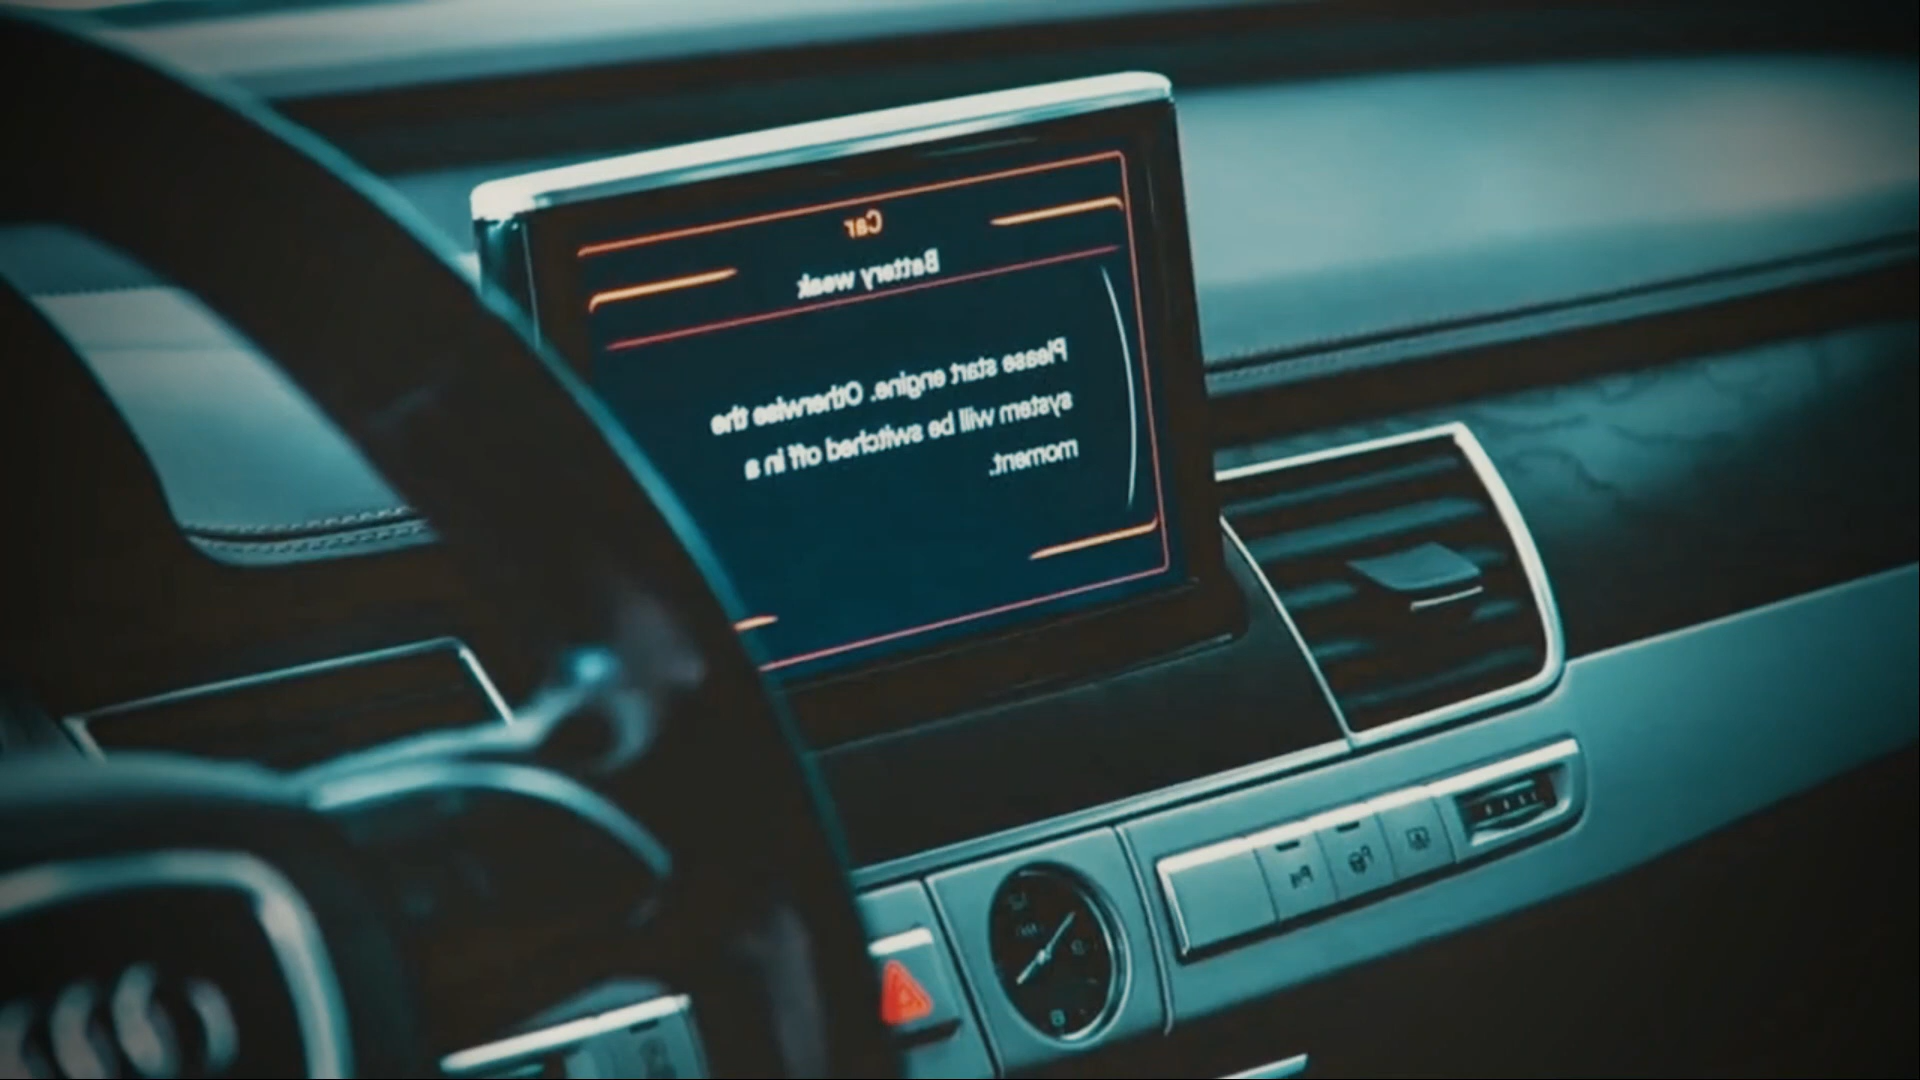 Car
Battery weak
Please start engine. Otherwise the
system will be switched off in a
moment.